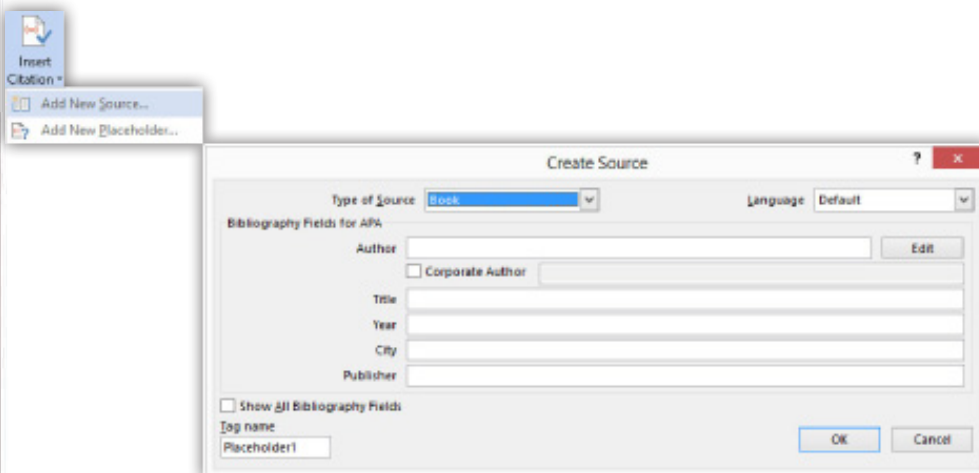 Insert
Citation
Add New Source...
Add New Placeholder...
Create Source ? x
Type of Source Book Language Default
Bibliography Fields for APA
Author Edit
Corporate Author
Title
Year
City
Publisher
Show All Bibliography Fields
Tag name
Placeholder1
OK Cancel